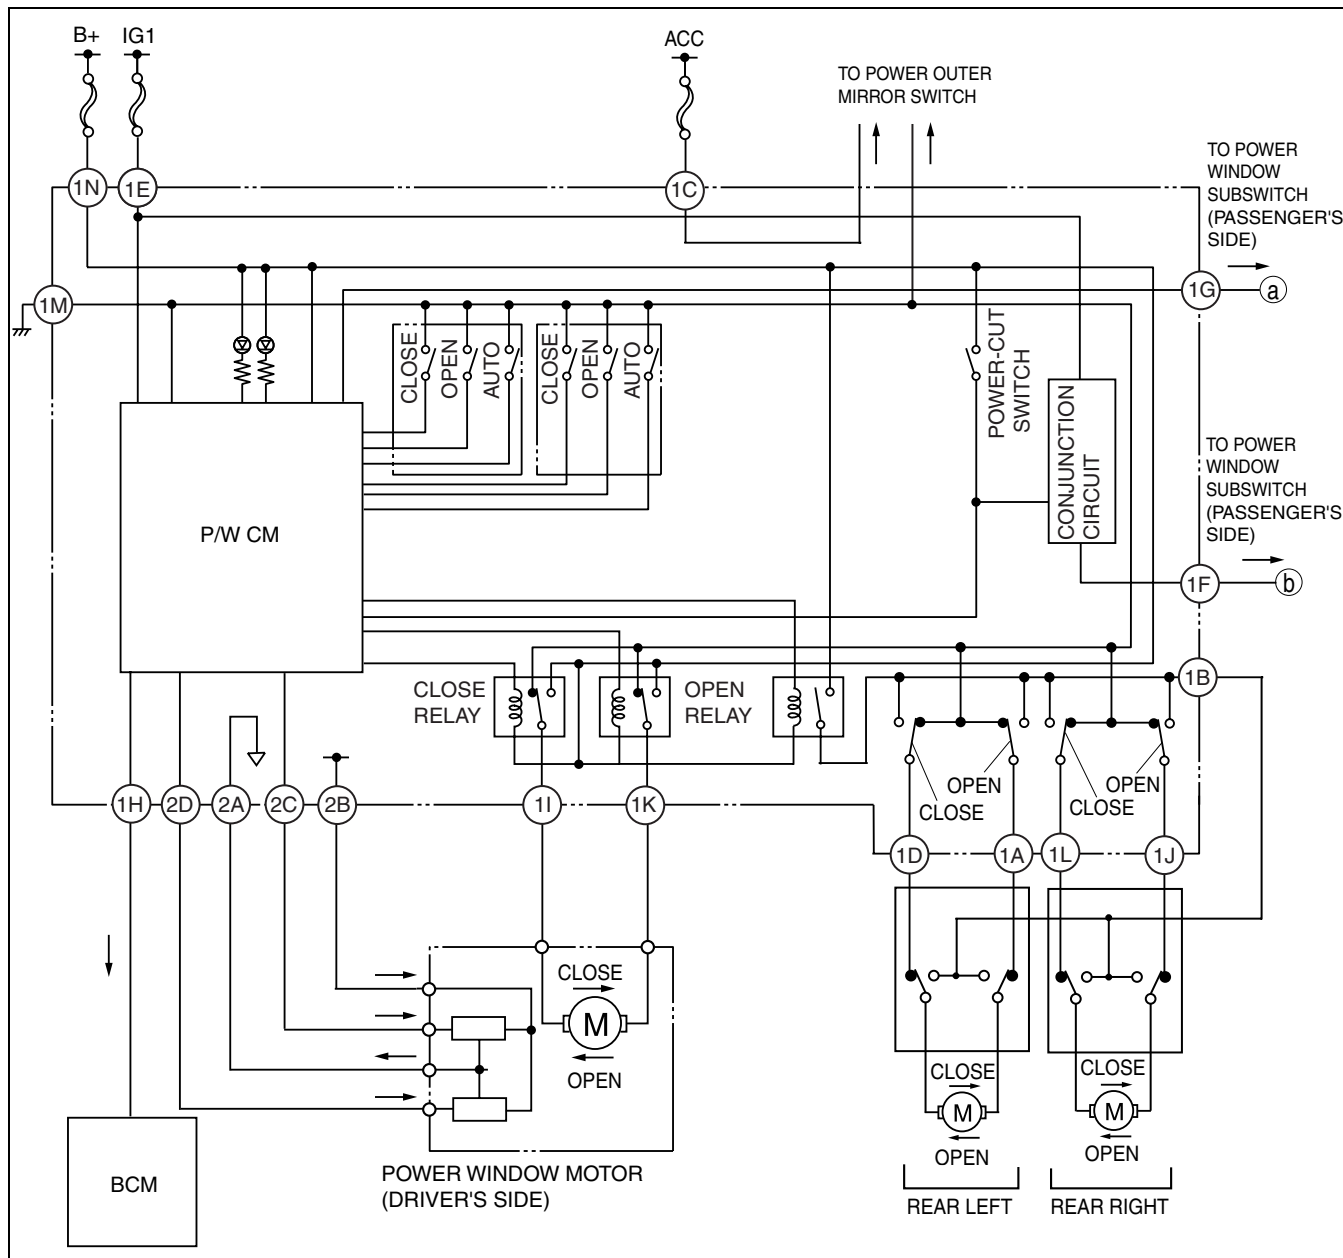 B+ IG1
ACC
TO POWER OUTER
MIRROR SWITCH
TO POWER
WINDOW
SUBSWITCH
(PASSENGER'S
SIDE)
1N 1E 1C
1M 1G a
CLOSE OPEN AUTO CLOSE OPEN AUTO
POWER-CUT
SWITCH
CONJUNCTION
CIRCUIT
TO POWER
WINDOW
SUBSWITCH
(PASSENGER'S
SIDE)
P/W CM
1F b
1B
CLOSE
RELAY
OPEN
RELAY
OPEN OPEN
CLOSE CLOSE
1H 2D 2A 2C 2B 1I 1K
1D 1A 1L 1J
CLOSE
M
OPEN
CLOSE CLOSE
M M
OPEN OPEN
BCM
POWER WINDOW MOTOR
(DRIVER'S SIDE)
REAR LEFT REAR RIGHT